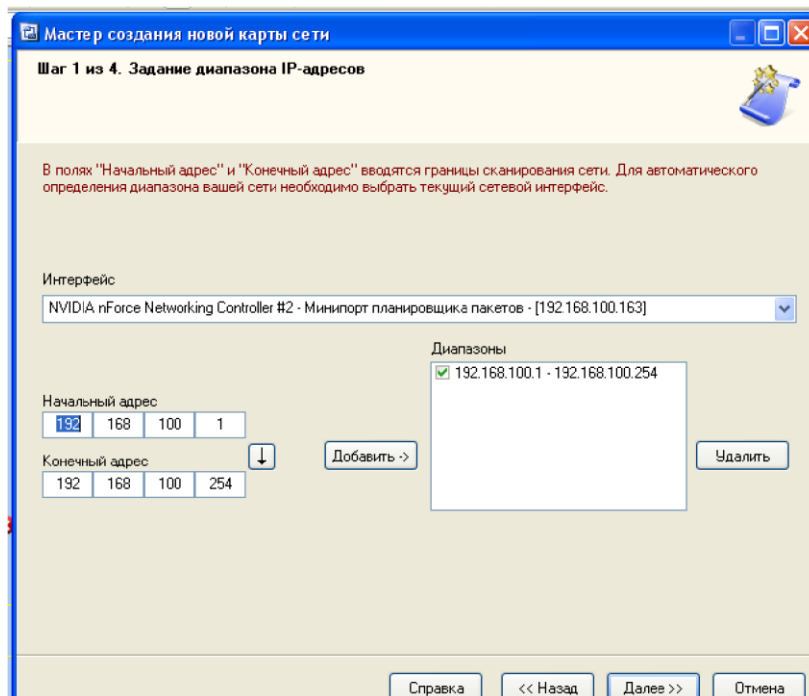 Мастер создания новой карты сети
Шаг 1 из 4. Задание диапазона IP-адресов
В полях "Начальный адрес" и "Конечный адрес" вводятся границы сканирования сети. Для автоматического
определения диапазона вашей сети необходимо выбрать текущий сетевой интерфейс.
Интерфейс
NVIDIA nForce Networking Controller #2 - Минипорт планировщика пакетов - [192.168.100.163]
Диапазоны
192.168.100.1 - 192.168.100.254
Начальный адрес
192 168 100 1
Конечный адрес
192 168 100 254
Добавить ->
Удалить
Справка
<< Назад
Далее >>
Отмена